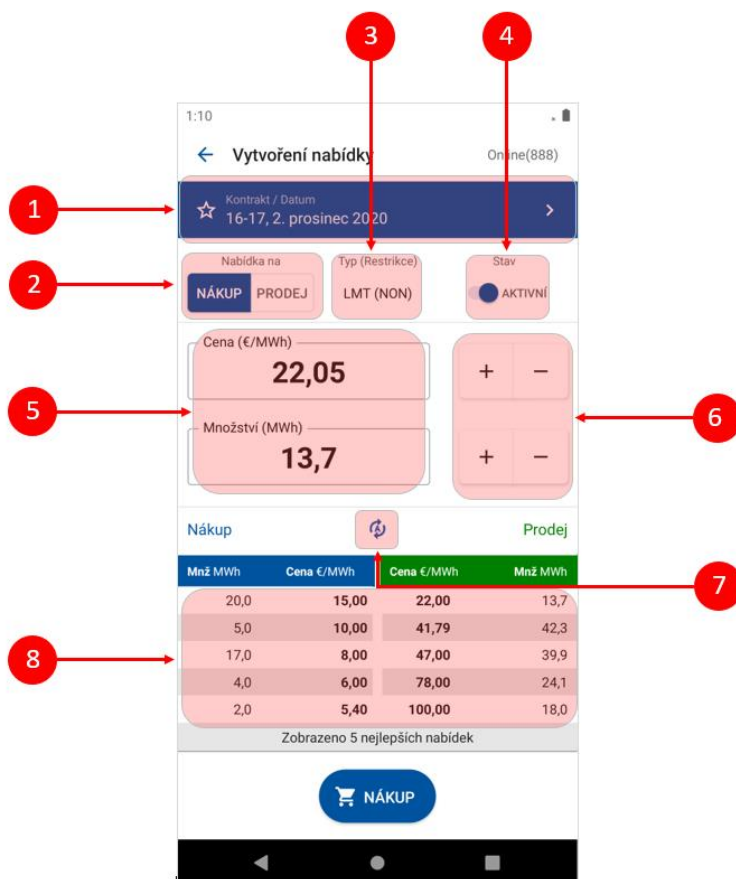 3
4
1:10
Vytvoření nabídky
Online(888)
1
Kontrakt / Datum
16-17, 2. prosinec 2020
2
Nabídka na
Typ (Restrikce)
Stav
NÁKUP PRODEJ
LMT (NON)
AKTIVNÍ
Cena (€/MWh)
22,05
+ −
5
6
Množství (MWh)
13,7
+ −
Nákup
Prodej
7
Mnž MWh Cena €/MWh Cena €/MWh Mnž MWh
20,0 15,00 22,00 13,7
5,0 10,00 41,79 42,3
8
17,0 8,00 47,00 39,9
4,0 6,00 78,00 24,1
2,0 5,40 100,00 18,0
Zobrazeno 5 nejlepších nabídek
NÁKUP